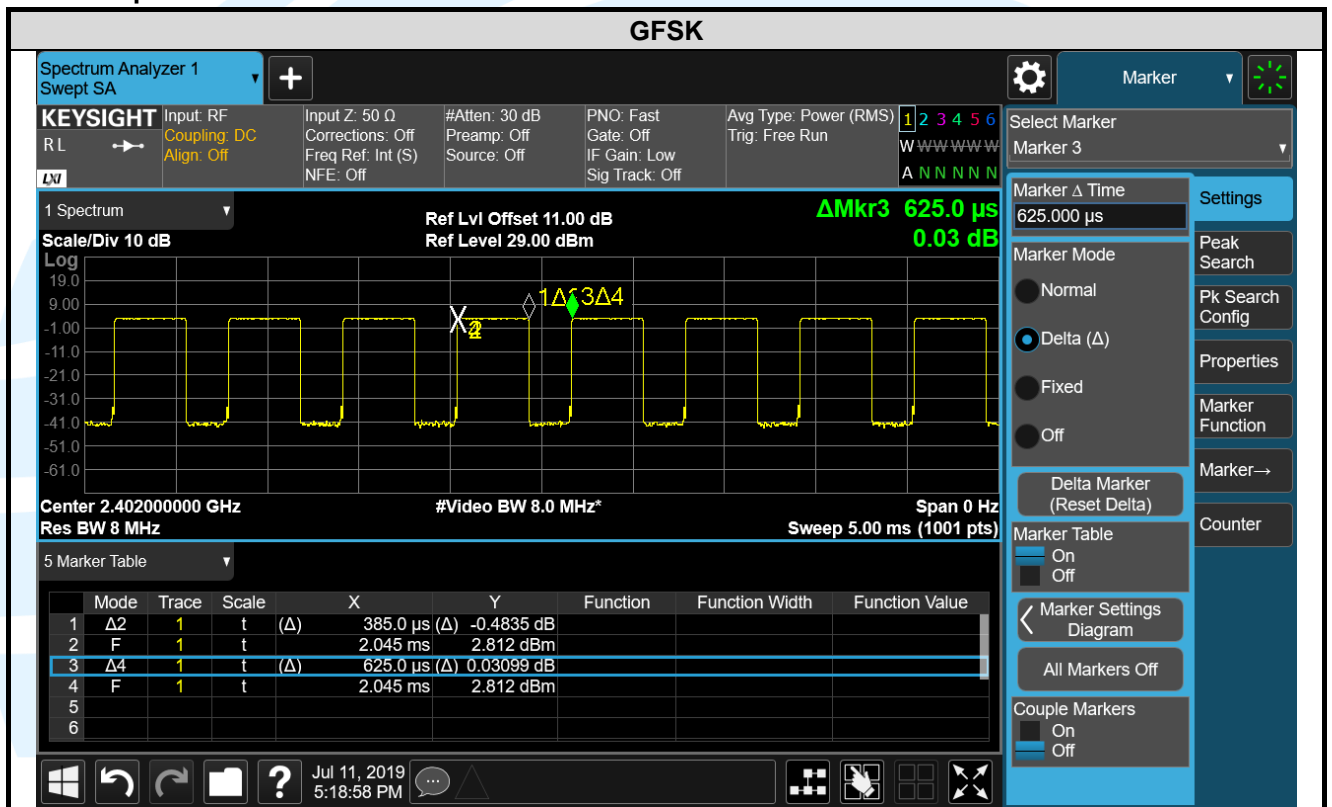 GFSK
Spectrum Analyzer 1
Swept SA
+
Marker
KEYSIGHT
R L
LXI
Input: RF
Coupling: DC
Align: Off
Input Z: 50 Ω
Corrections: Off
Freq Ref: Int (S)
NFE: Off
#Atten: 30 dB
Preamp: Off
Source: Off
PNO: Fast
Gate: Off
IF Gain: Low
Sig Track: Off
Avg Type: Power (RMS)
Trig: Free Run
1 2 3 4 5 6
W W W W W W
A N N N N N
Select Marker
Marker 3
1 Spectrum
Scale/Div 10 dB
Ref Lvl Offset 11.00 dB
Ref Level 29.00 dBm
ΔMkr3 625.0 µs
0.03 dB
Log
19.0
9.00
-1.00
-11.0
-21.0
-31.0
-41.0
-51.0
-61.0
3Δ4
Center 2.402000000 GHz
Res BW 8 MHz
#Video BW 8.0 MHz*
Span 0 Hz
Sweep 5.00 ms (1001 pts)
5 Marker Table
Mode Trace Scale X Y Function Function Width Function Value
1 Δ2 1 t (Δ) 385.0 µs (Δ) -0.4835 dB
2 F 1 t 2.045 ms 2.812 dBm
3 Δ4 1 t (Δ) 625.0 µs (Δ) 0.03099 dB
4 F 1 t 2.045 ms 2.812 dBm
5
6
Marker Δ Time
625.000 µs
Marker Mode
Normal
Delta (Δ)
Fixed
Off
Delta Marker
(Reset Delta)
Marker Table
On
Off
Marker Settings
Diagram
All Markers Off
Couple Markers
On
Off
Settings
Peak
Search
Pk Search
Config
Properties
Marker
Function
Marker→
Counter
?
Jul 11, 2019
5:18:58 PM